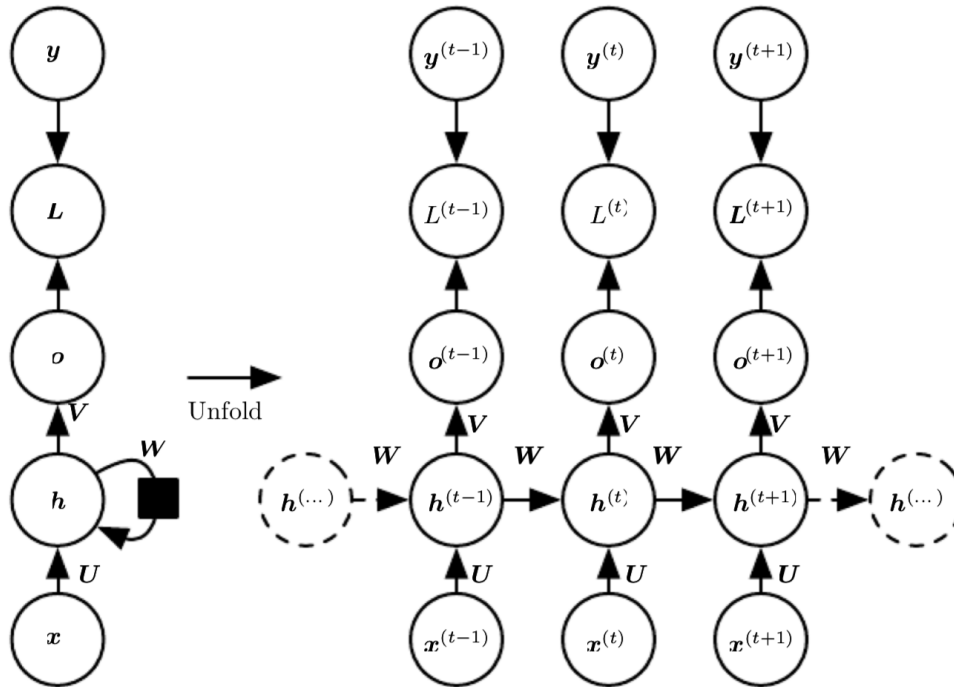 y y^(t−1) y^(t) y^(t+1)
L L^(t−1) L^(t) L^(t+1)
o o^(t−1) o^(t) o^(t+1)
Unfold
V V V V
W W W W W
h h^(...) h^(t−1) h^(t) h^(t+1) h^(...)
U U U U
x x^(t−1) x^(t) x^(t+1)